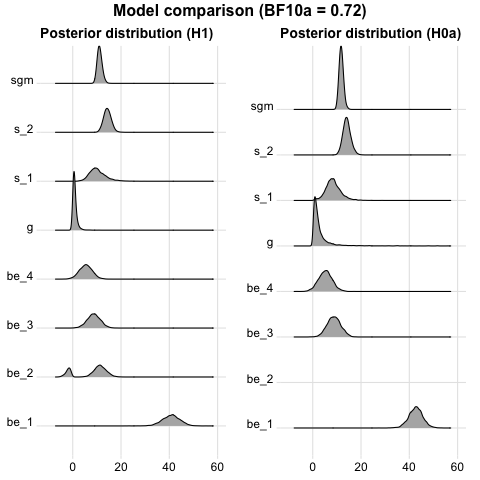 Model comparison (BF10a = 0.72)
Posterior distribution (H1)
Posterior distribution (H0a)
sgm
s_2
s_1
g
be_4
be_3
be_2
be_1
0 20 40 60
sgm
s_2
s_1
g
be_4
be_3
be_2
be_1
0 20 40 60